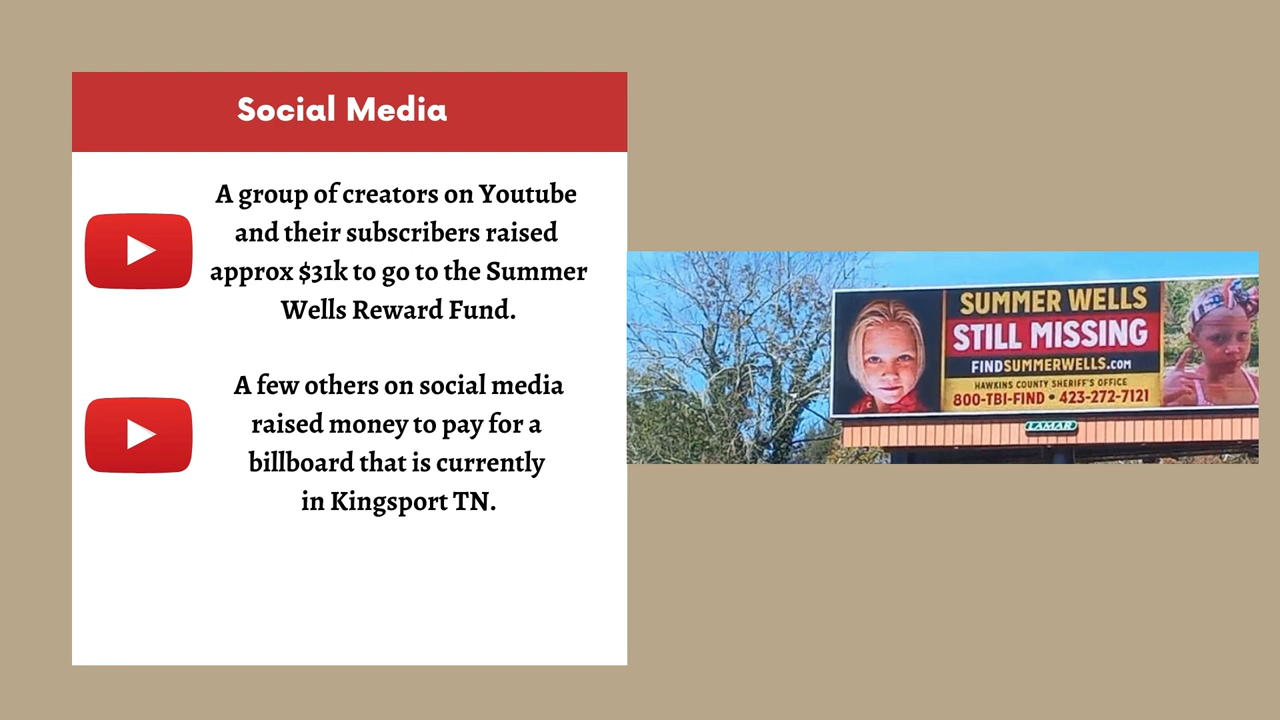 Social Media
A group of creators on Youtube
and their subscribers raised
approx $31k to go to the Summer
Wells Reward Fund.
A few others on social media
raised money to pay for a
billboard that is currently
in Kingsport TN.
SUMMER WELLS
STILL MISSING
FINDSUMMERWELLS.COM
HAWKINS COUNTY SHERIFF'S OFFICE
800-TBI-FIND • 423-272-7121
LAMAR